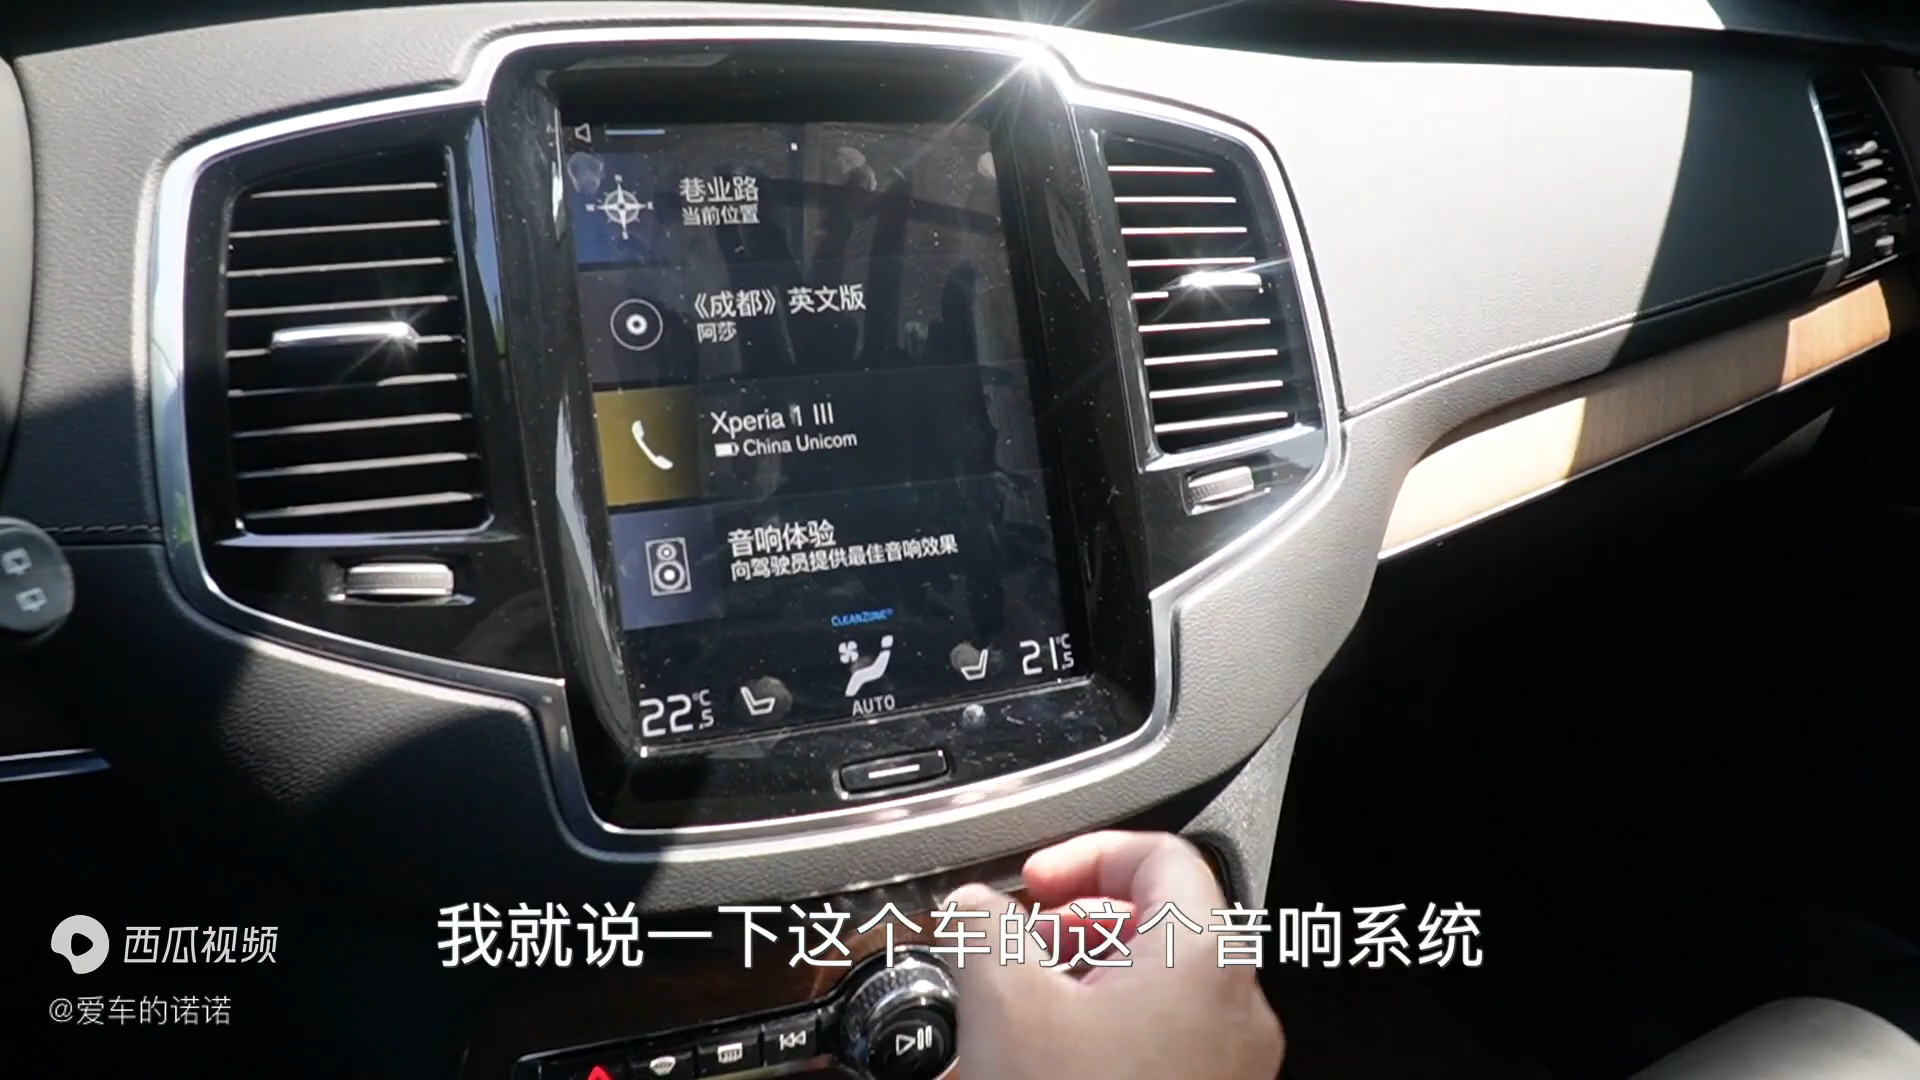 巷业路
当前位置
《成都》英文版
阿莎
Xperia 1 III
China Unicom
音响体验
向驾驶员提供最佳音响效果
CLEANZONE
22.5°C
21.5°C
AUTO
我就说一下这个车的这个音响系统
西瓜视频
@爱车的诺诺